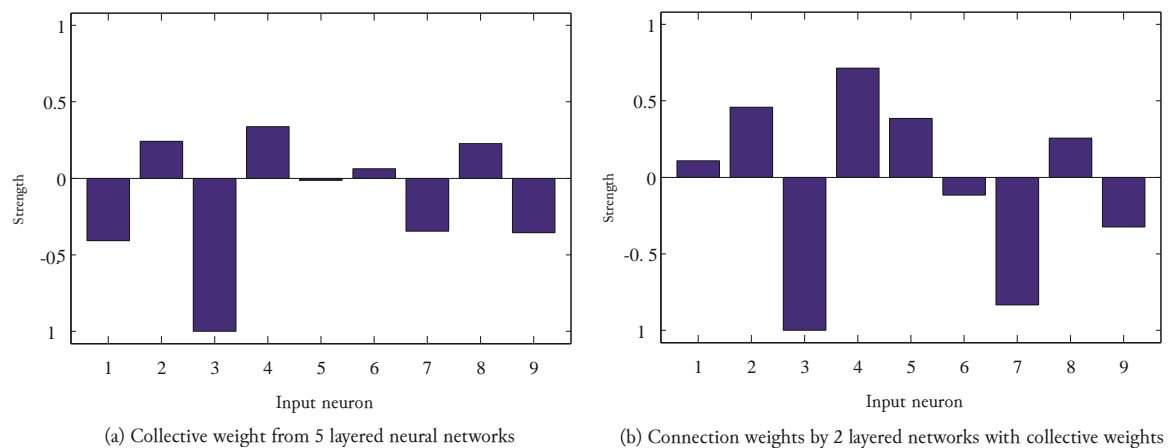 1
0.5
0
-0.5
1
Strength
1 2 3 4 5 6 7 8 9
Input neuron
(a) Collective weight from 5 layered neural networks
1
0.5
0
-0. 5
1
Strength
1 2 3 4 5 6 7 8 9
Input neuron
(b) Connection weights by 2 layered networks with collective weights